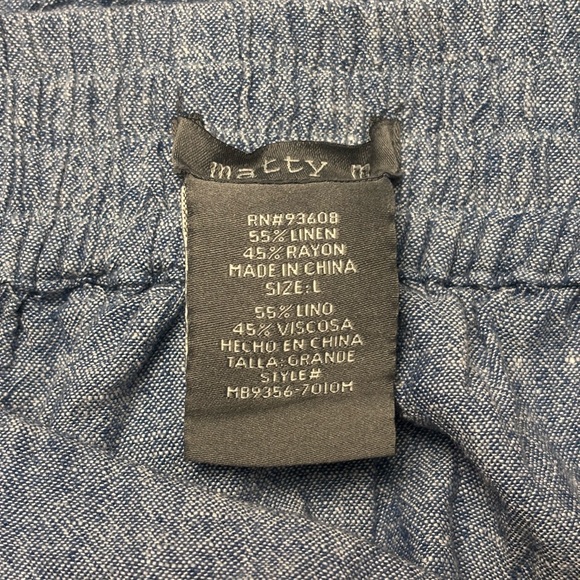 matty m
RN#93608
55% LINEN
45% RAYON
MADE IN CHINA
SIZE: L
55% LINO
45% VISCOSA
HECHO EN CHINA
TALLA: GRANDE
STYLE#
MB9356-7010M